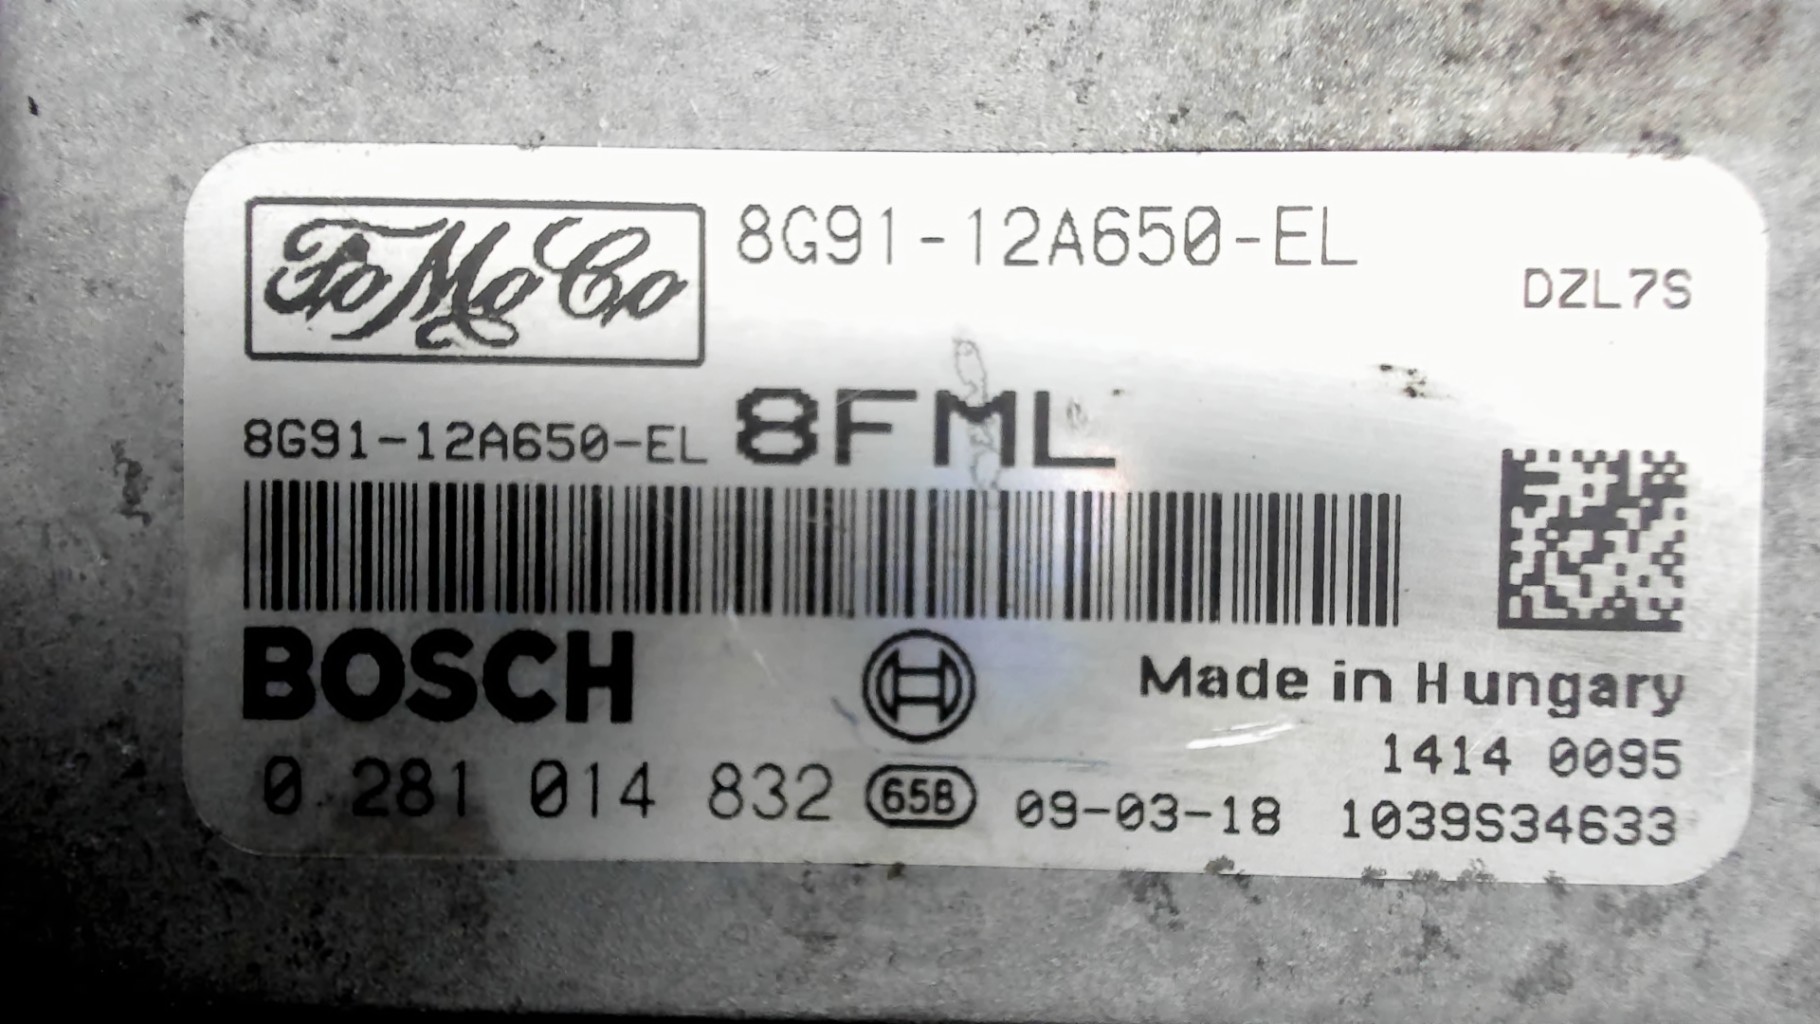 FoMoCo 8G91-12A650-EL
DZL7S
8G91-12A650-EL 8FML
BOSCH
Made in Hungary
1414 0095
0 281 014 832 65B 09-03-18 1039S34633